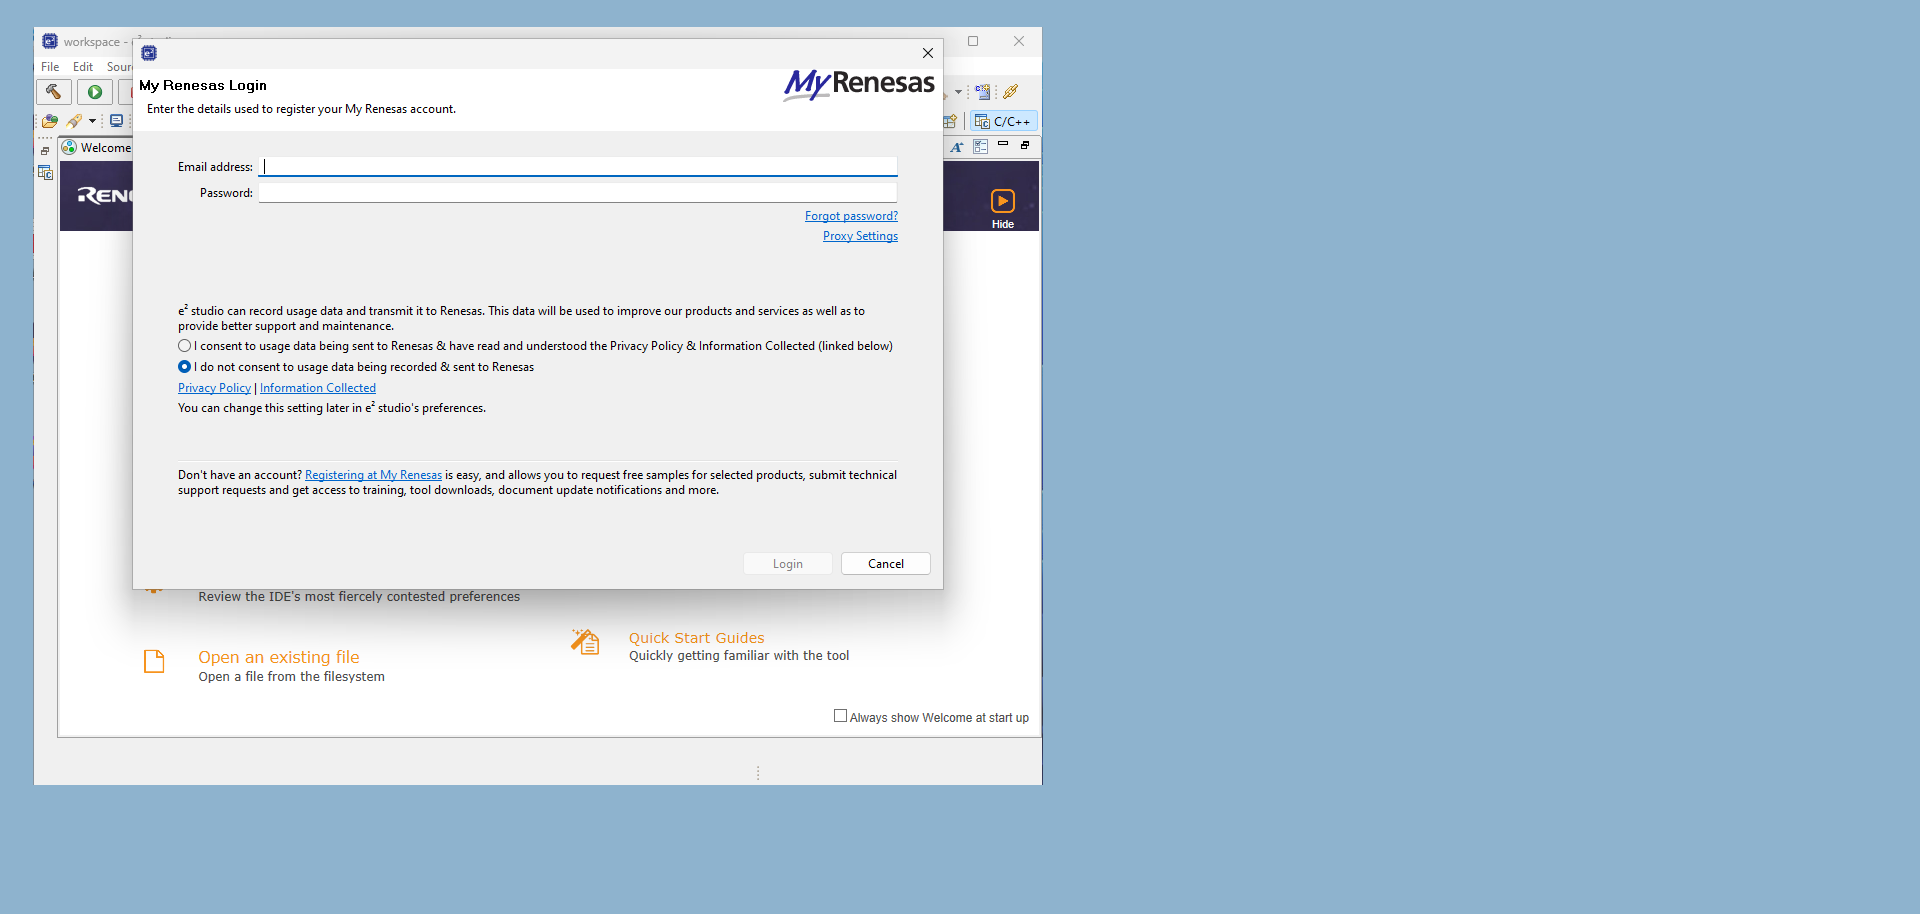 workspace -
File Edit Sour
My Renesas Login
MyRenesas
Enter the details used to register your My Renesas account.
C/C++
Welcome
Email address:
Password:
Hide
Forgot password?
Proxy Settings
e² studio can record usage data and transmit it to Renesas. This data will be used to improve our products and services as well as to
provide better support and maintenance.
I consent to usage data being sent to Renesas & have read and understood the Privacy Policy & Information Collected (linked below)
I do not consent to usage data being recorded & sent to Renesas
Privacy Policy | Information Collected
You can change this setting later in e² studio's preferences.
Don't have an account? Registering at My Renesas is easy, and allows you to request free samples for selected products, submit technical
support requests and get access to training, tool downloads, document update notifications and more.
Login Cancel
Review the IDE's most fiercely contested preferences
Open an existing file
Open a file from the filesystem
Quick Start Guides
Quickly getting familiar with the tool
Always show Welcome at start up